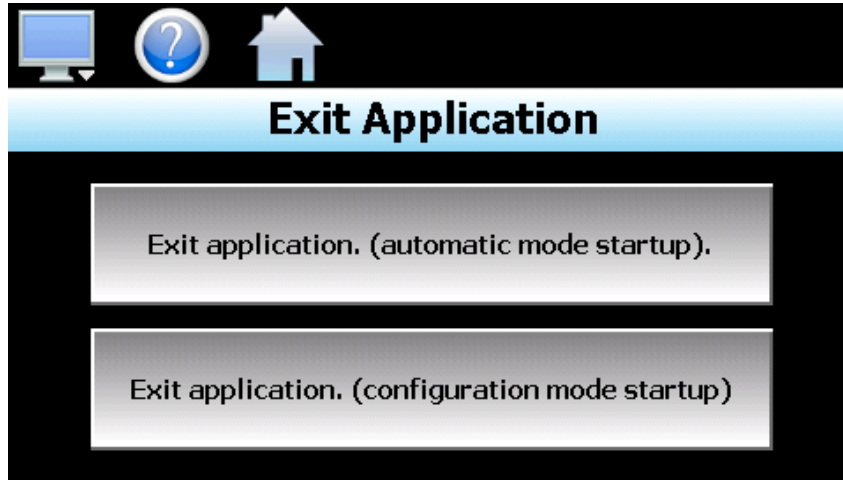 ?
Exit Application
Exit application. (automatic mode startup).
Exit application. (configuration mode startup)